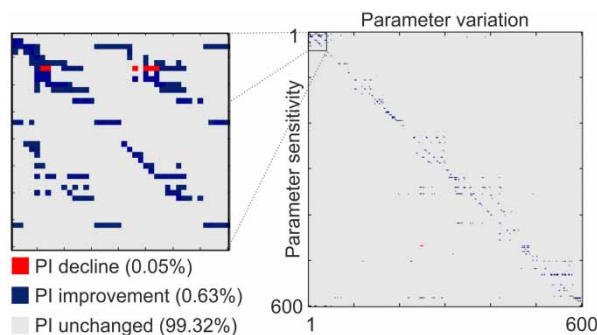 Parameter variation
1
Parameter sensitivity
600
1
600
PI decline (0.05%)
PI improvement (0.63%)
PI unchanged (99.32%)